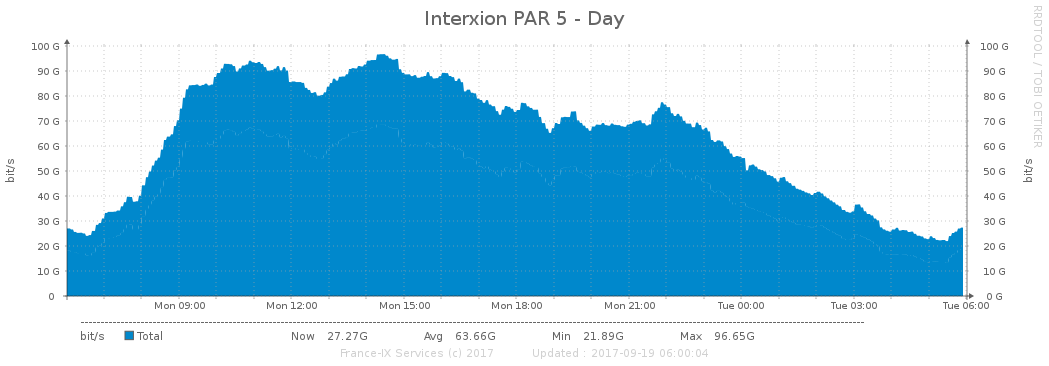 Interxion PAR 5 - Day
RRDTOOL / TOBI OETIKER
100 G 100 G
90 G 90 G
80 G 80 G
70 G 70 G
60 G 60 G
50 G 50 G
40 G 40 G
30 G 30 G
20 G 20 G
10 G 10 G
0 0 G
bit/s bit/s
Mon 09:00 Mon 12:00 Mon 15:00 Mon 18:00 Mon 21:00 Tue 00:00 Tue 03:00 Tue 06:00
bit/s Total Now 27.27G Avg 63.66G Min 21.89G Max 96.65G
France-IX Services (c) 2017 Updated : 2017-09-19 06:00:04